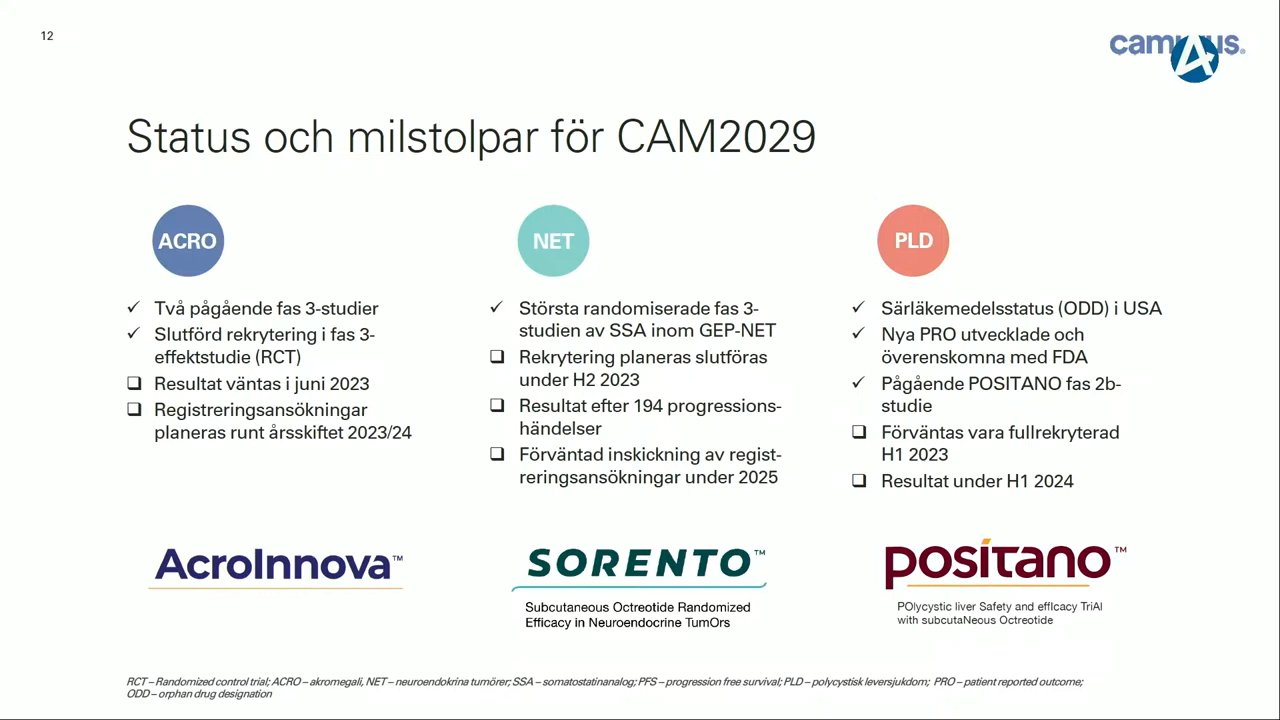 12
Status och milstolpar för CAM2029
ACRO
✓ Två pågående fas 3-studier
✓ Slutförd rekrytering i fas 3-
effektstudie (RCT)
❑ Resultat väntas i juni 2023
❑ Registreringsansökningar
planeras runt årsskiftet 2023/24
AcroInnova™
NET
✓ Största randomiserade fas 3-
studien av SSA inom GEP-NET
❑ Rekrytering planeras slutföras
under H2 2023
❑ Resultat efter 194 progressions-
händelser
❑ Förväntad inskickning av regist-
reringsansökningar under 2025
SORENTO™
Subcutaneous Octreotide Randomized
Efficacy in Neuroendocrine TumOrs
PLD
✓ Särläkemedelsstatus (ODD) i USA
✓ Nya PRO utvecklade och
överenskomna med FDA
✓ Pågående POSITANO fas 2b-
studie
❑ Förväntas vara fullrekryterad
H1 2023
❑ Resultat under H1 2024
positano™
POlycystic liver Safety and effIcacy TriAl
with subcutaNeous Octreotide
RCT – Randomized control trial; ACRO – akromegali, NET – neuroendokrina tumörer; SSA – somatostatinanalog; PFS – progression free survival; PLD – polycystisk leversjukdom; PRO – patient reported outcome;
ODD – orphan drug designation